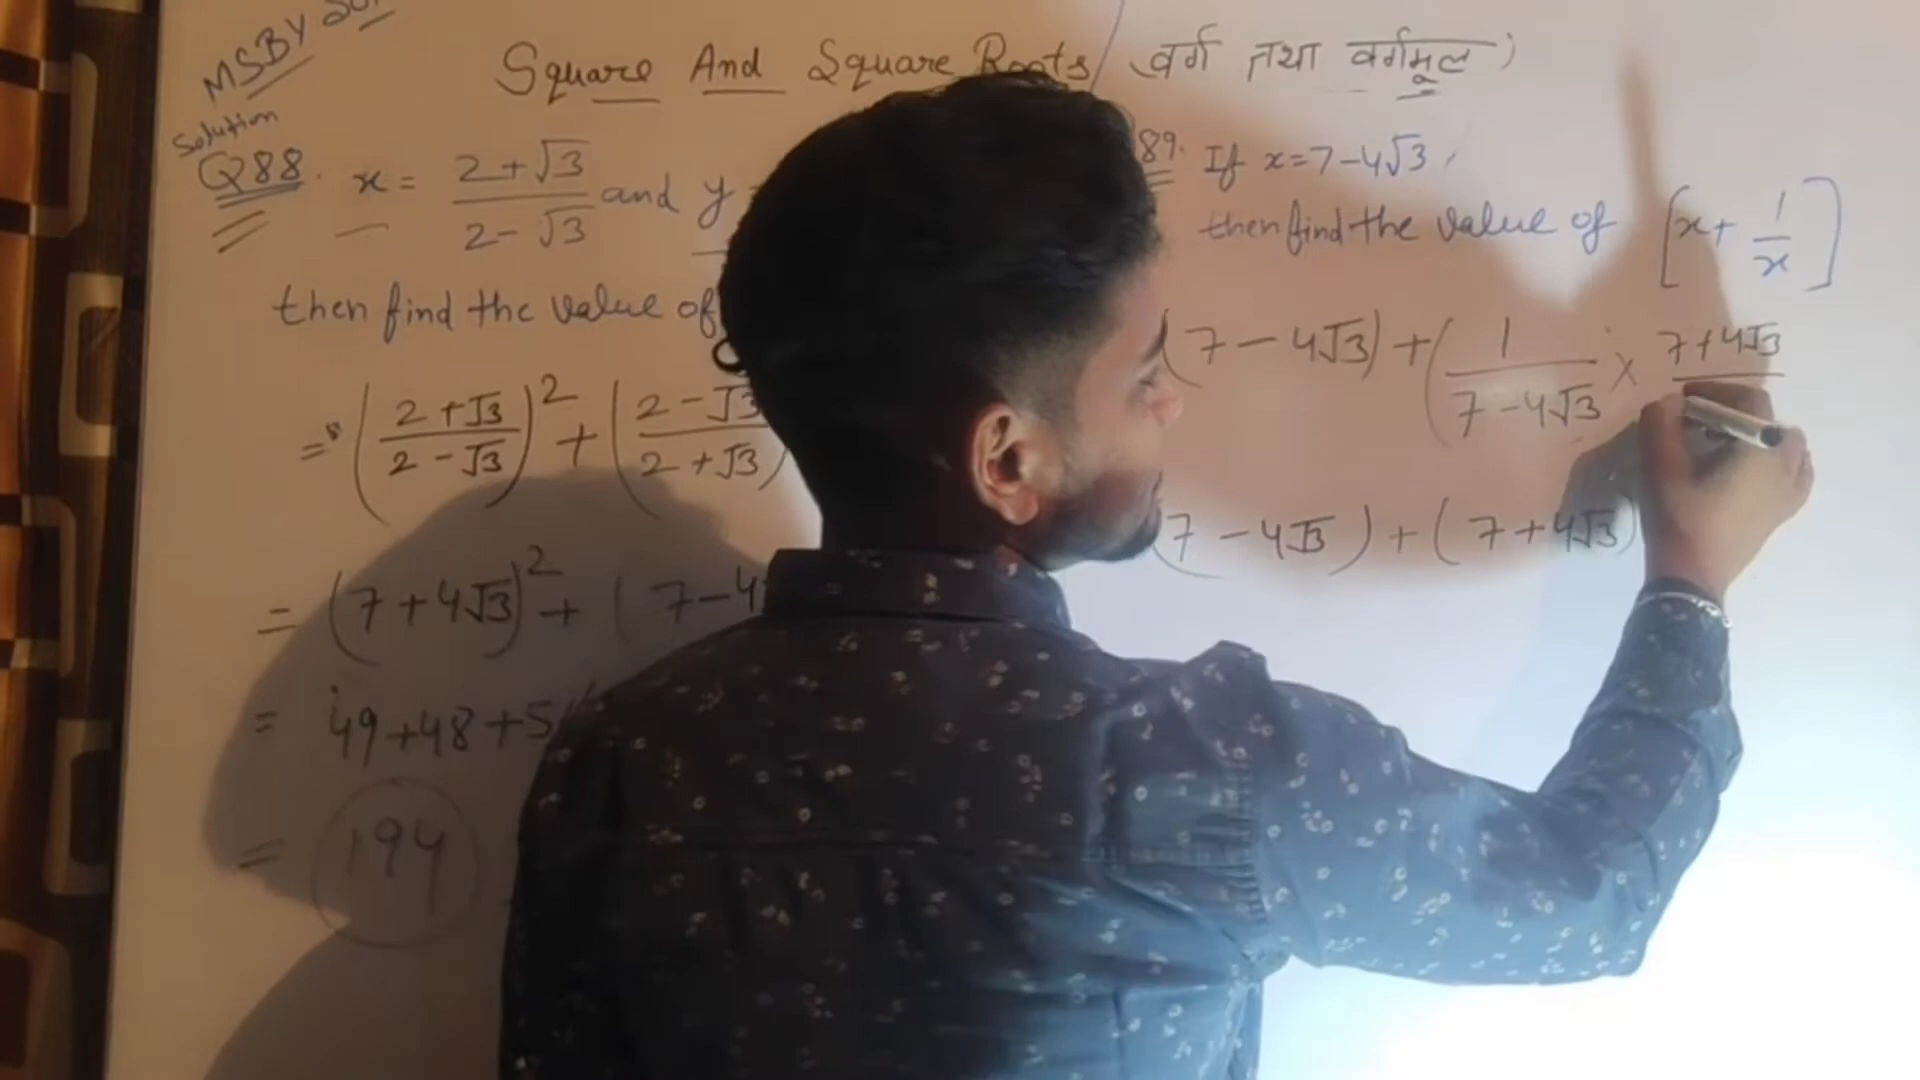 MSBY
Square And Square Roots / वर्ग तथा वर्गमूल )
Solution
Q88. x = 2+√3 / 2-√3 and y
then find the value of
= (2+√3 / 2-√3)² + (2-√3 / 2+√3)
= (7+4√3)² + ( 7-4
= 49+48+5
= 194
89. If x=7-4√3,
then find the value of [x + 1/x]
(7-4√3) + ( 1 / 7-4√3 × 7+4√3
(7-4√3) + (7+4√3)